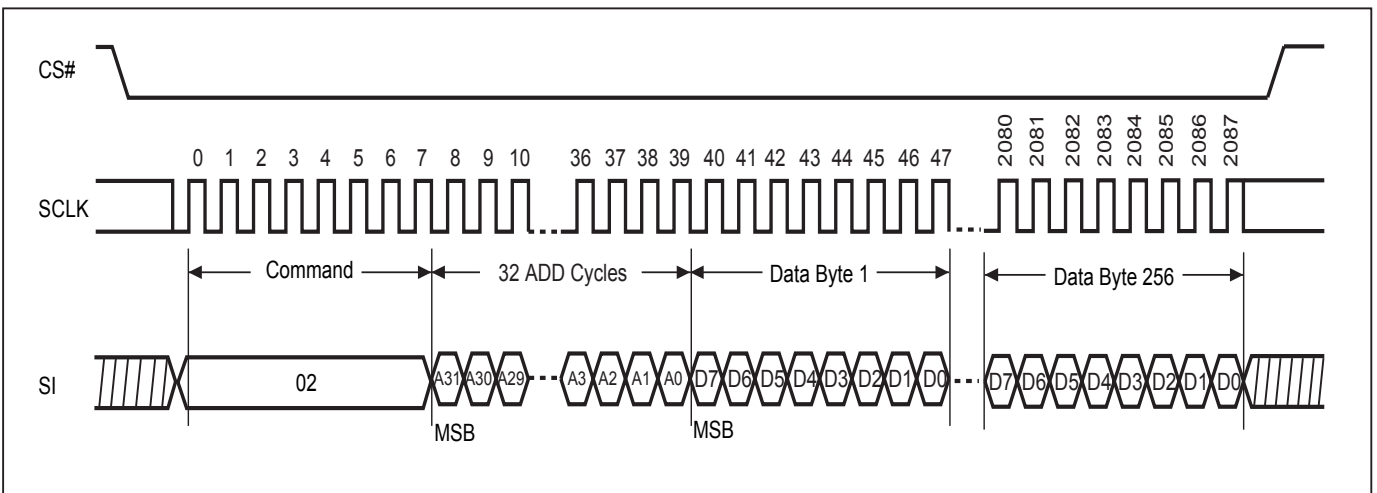 CS#
2080 2081 2082 2083 2084 2085 2086 2087
0 1 2 3 4 5 6 7 8 9 10 36 37 38 39 40 41 42 43 44 45 46 47
SCLK
Command 32 ADD Cycles Data Byte 1 Data Byte 256
SI 02 A31 A30 A29 A3 A2 A1 A0 D7 D6 D5 D4 D3 D2 D1 D0 D7 D6 D5 D4 D3 D2 D1 D0
MSB MSB